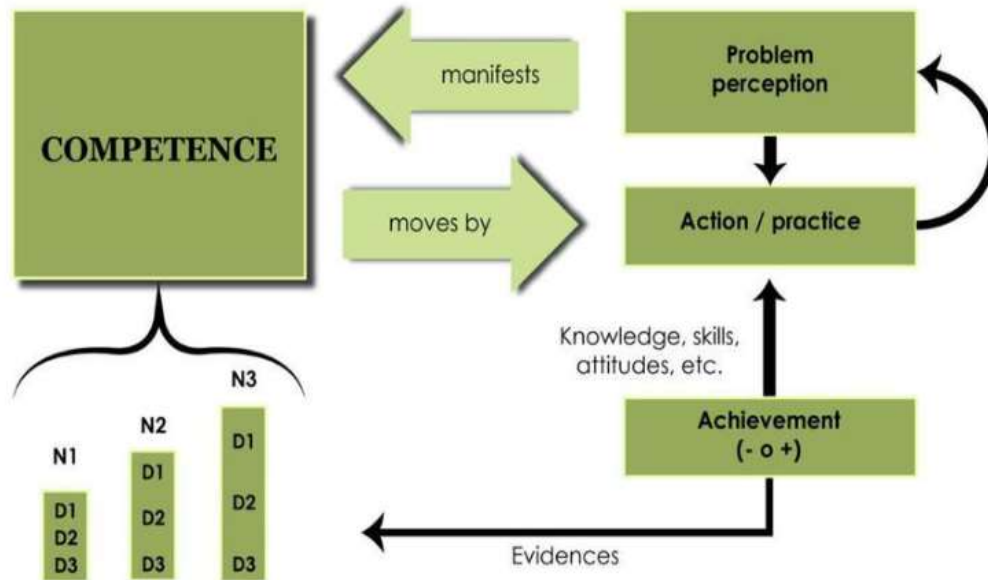 COMPETENCE
manifests
moves by
Problem
perception
Action / practice
Knowledge, skills,
attitudes, etc.
Achievement
(- o +)
Evidences
N1
D1
D2
D3
N2
D1
D2
D3
N3
D1
D2
D3